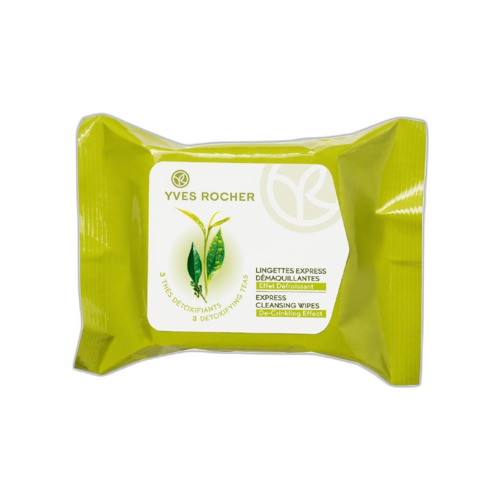 YVES ROCHER
3 THÉS DÉTOXIFIANTS
3 DETOXIFYING TEAS
LINGETTES EXPRESS
DÉMAQUILLANTES
Effet Défroissant
EXPRESS
CLEANSING WIPES
De-Crinkling Effect